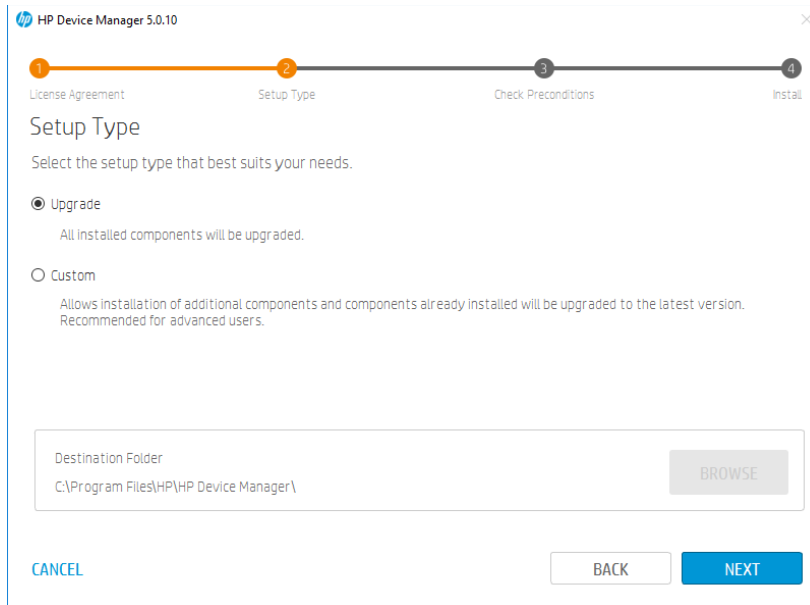 hp HP Device Manager 5.0.10
1 2 3 4
License Agreement Setup Type Check Preconditions Install
Setup Type
Select the setup type that best suits your needs.
Upgrade
All installed components will be upgraded.
Custom
Allows installation of additional components and components already installed will be upgraded to the latest version.
Recommended for advanced users.
Destination Folder
C:\Program Files\HP\HP Device Manager\
BROWSE
CANCEL BACK NEXT